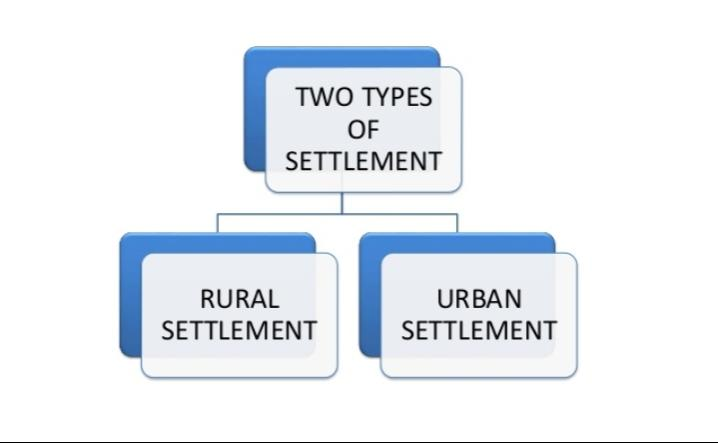 TWO TYPES
OF
SETTLEMENT
RURAL
SETTLEMENT
URBAN
SETTLEMENT